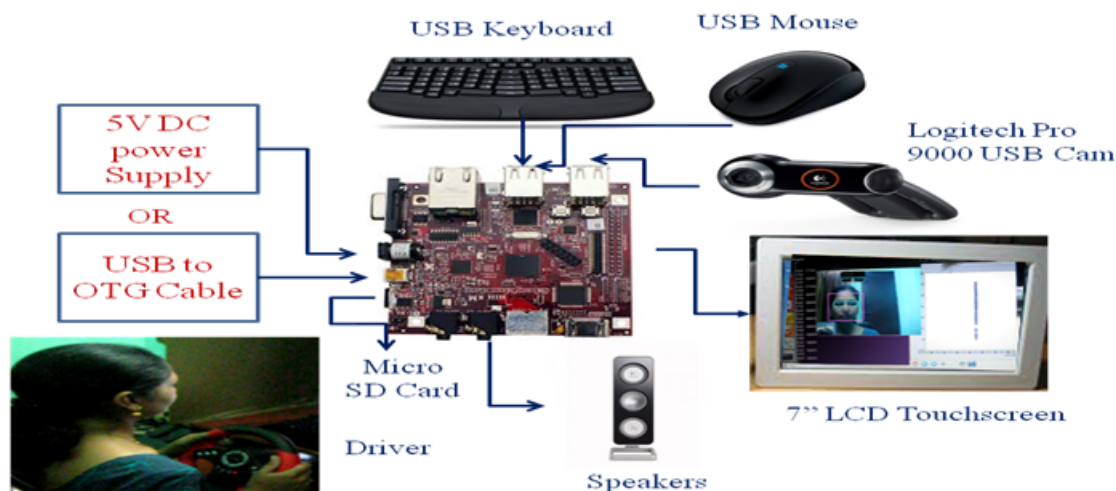 USB Keyboard
USB Mouse
Logitech Pro
9000 USB Cam
5V DC
power
Supply
OR
USB to
OTG Cable
Micro
SD Card
Driver
Speakers
7” LCD Touchscreen